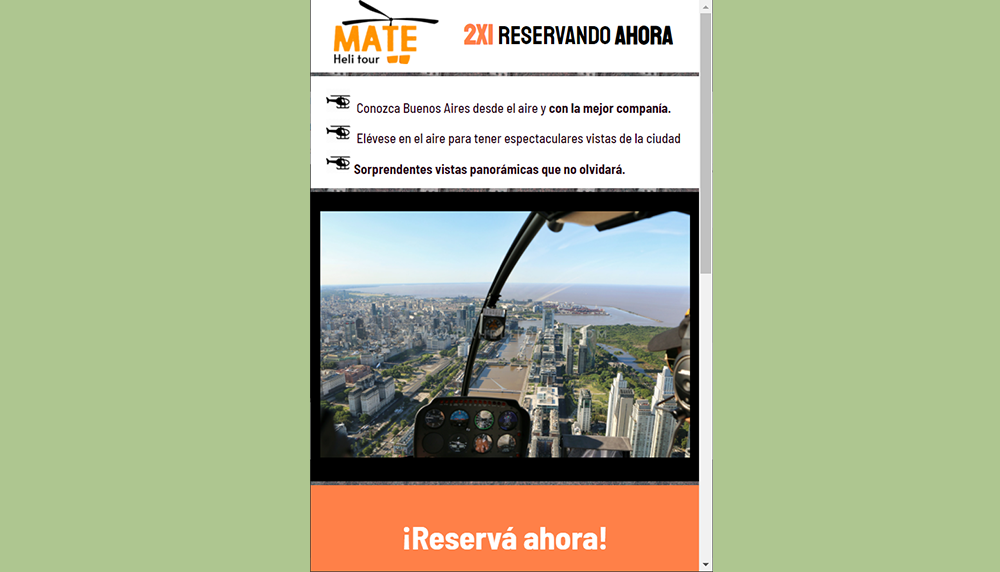 MATE
Heli tour
2X1 RESERVANDO AHORA
Conozca Buenos Aires desde el aire y con la mejor companía.
Elévese en el aire para tener espectaculares vistas de la ciudad
Sorprendentes vistas panorámicas que no olvidará.
¡Reservá ahora!